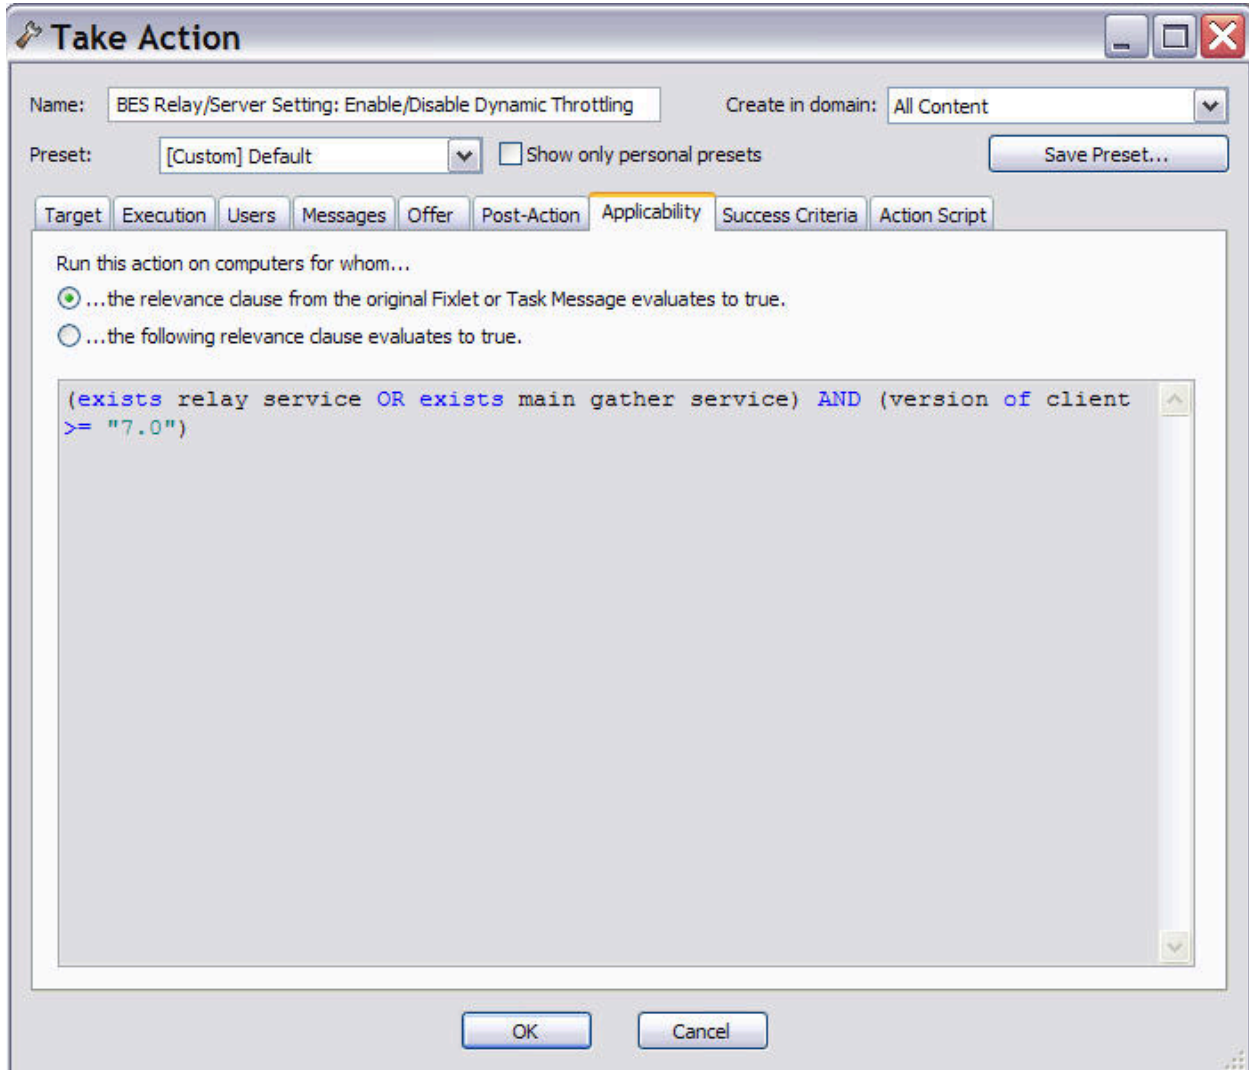 Take Action
Name: BES Relay/Server Setting: Enable/Disable Dynamic Throttling Create in domain: All Content
Preset: [Custom] Default Show only personal presets Save Preset...
Target Execution Users Messages Offer Post-Action Applicability Success Criteria Action Script
Run this action on computers for whom...
...the relevance clause from the original Fixlet or Task Message evaluates to true.
...the following relevance clause evaluates to true.
(exists relay service OR exists main gather service) AND (version of client
>= "7.0")
OK Cancel